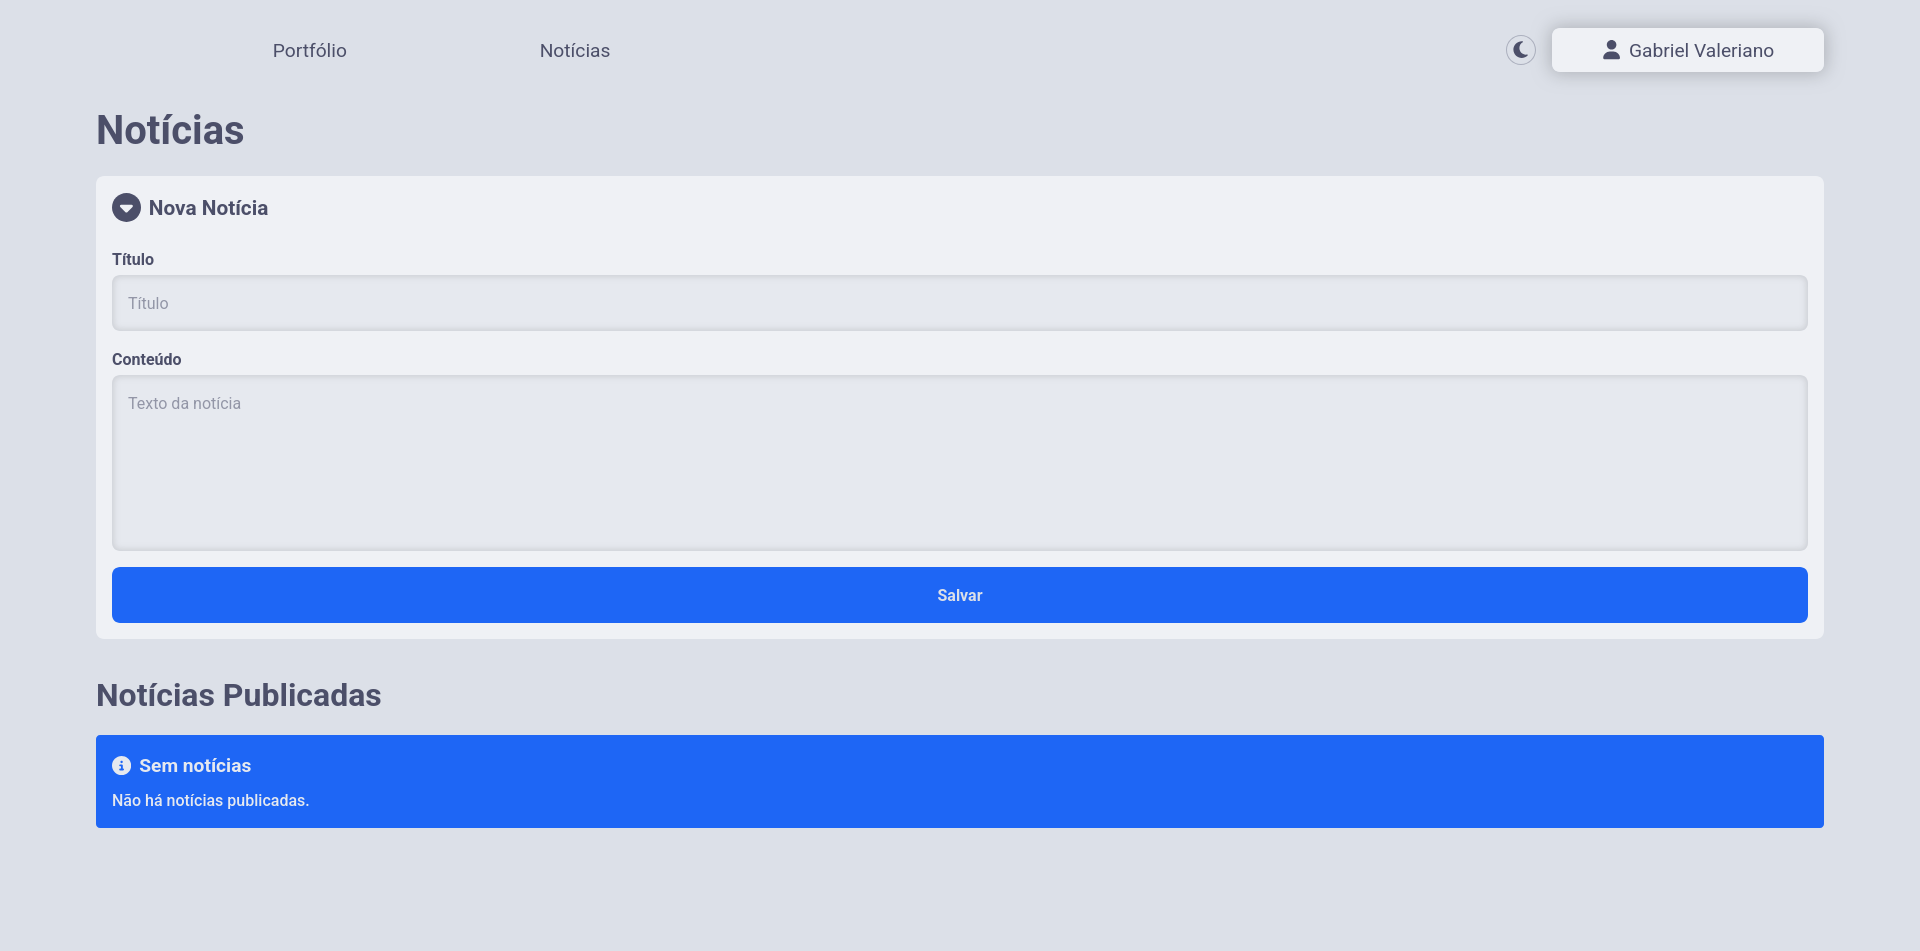 Portfólio
Notícias
Gabriel Valeriano
Notícias
Nova Notícia
Título
Título
Conteúdo
Texto da notícia
Salvar
Notícias Publicadas
Sem notícias
Não há notícias publicadas.